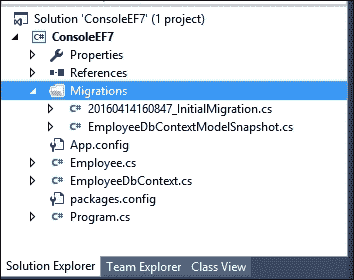 Solution 'ConsoleEF7' (1 project)
C# ConsoleEF7
Properties
References
Migrations
C# 20160414160847_InitialMigration.cs
C# EmployeeDbContextModelSnapshot.cs
App.config
C# Employee.cs
C# EmployeeDbContext.cs
packages.config
C# Program.cs
Solution Explorer Team Explorer Class View